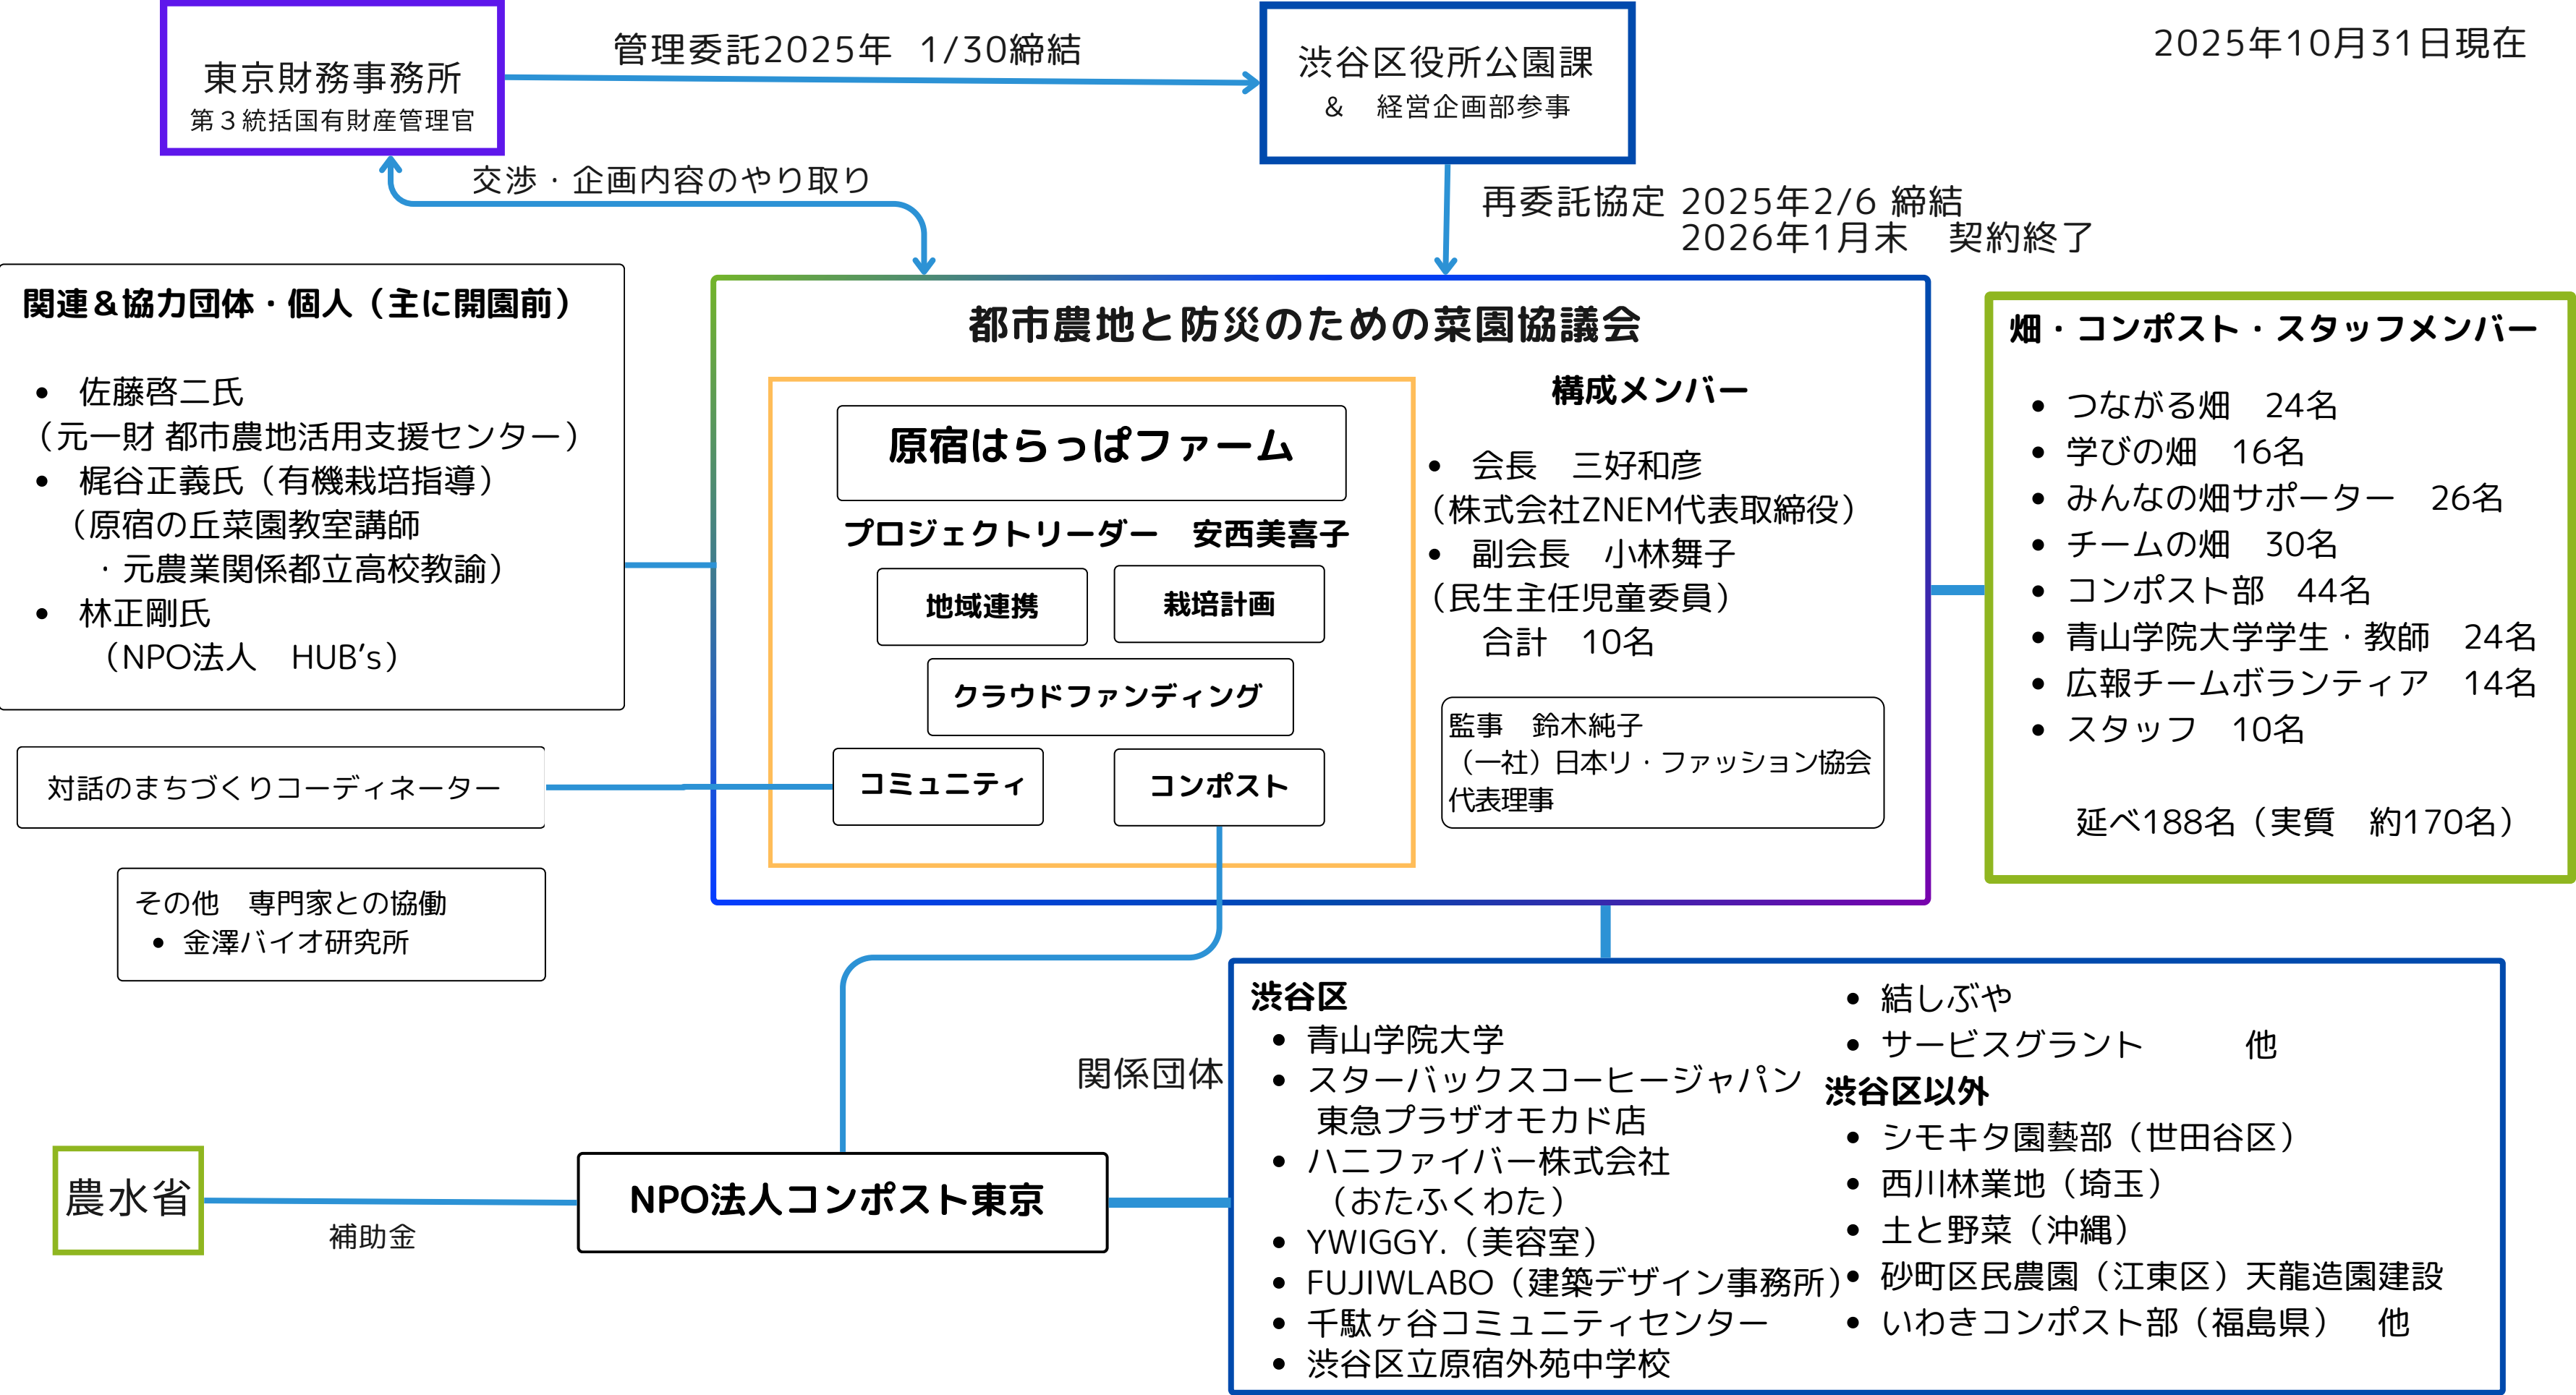 2025年10月31日現在
東京財務事務所
第３統括国有財産管理官
管理委託2025年 1/30締結
渋谷区役所公園課
& 経営企画部参事
交渉・企画内容のやり取り
再委託協定 2025年2/6 締結
2026年1月末 契約終了
関連＆協力団体・個人（主に開園前）
• 佐藤啓二氏
（元一財 都市農地活用支援センター）
• 梶谷正義氏（有機栽培指導）
（原宿の丘菜園教室講師
・元農業関係都立高校教諭）
• 林正剛氏
（NPO法人 HUB’s）
対話のまちづくりコーディネーター
その他 専門家との協働
• 金澤バイオ研究所
都市農地と防災のための菜園協議会
原宿はらっぱファーム
プロジェクトリーダー 安西美喜子
地域連携
栽培計画
クラウドファンディング
コミュニティ
コンポスト
構成メンバー
• 会長 三好和彦
（株式会社ZNEM代表取締役）
• 副会長 小林舞子
（民生主任児童委員）
合計 10名
監事 鈴木純子
（一社）日本リ・ファッション協会
代表理事
畑・コンポスト・スタッフメンバー
• つながる畑 24名
• 学びの畑 16名
• みんなの畑サポーター 26名
• チームの畑 30名
• コンポスト部 44名
• 青山学院大学学生・教師 24名
• 広報チームボランティア 14名
• スタッフ 10名
延べ188名（実質 約170名）
農水省
補助金
NPO法人コンポスト東京
関係団体
渋谷区
• 青山学院大学
• スターバックスコーヒージャパン
東急プラザオモカド店
• ハニファイバー株式会社
（おたふくわた）
• YWIGGY.（美容室）
• FUJIWLABO（建築デザイン事務所）
• 千駄ヶ谷コミュニティセンター
• 渋谷区立原宿外苑中学校
• 結しぶや
• サービスグラント 他
渋谷区以外
• シモキタ園藝部（世田谷区）
• 西川林業地（埼玉）
• 土と野菜（沖縄）
• 砂町区民農園（江東区）天龍造園建設
• いわきコンポスト部（福島県） 他